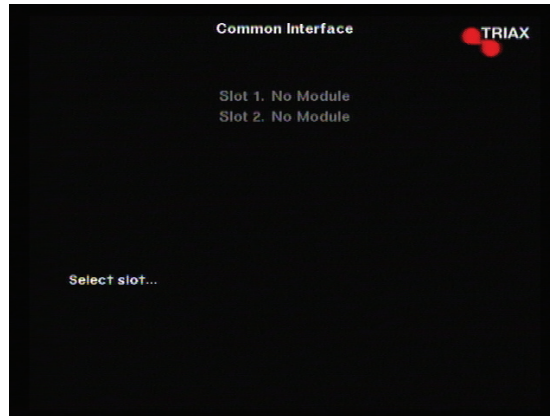 Common Interface
TRIAX
Slot 1. No Module
Slot 2. No Module
Select slot...